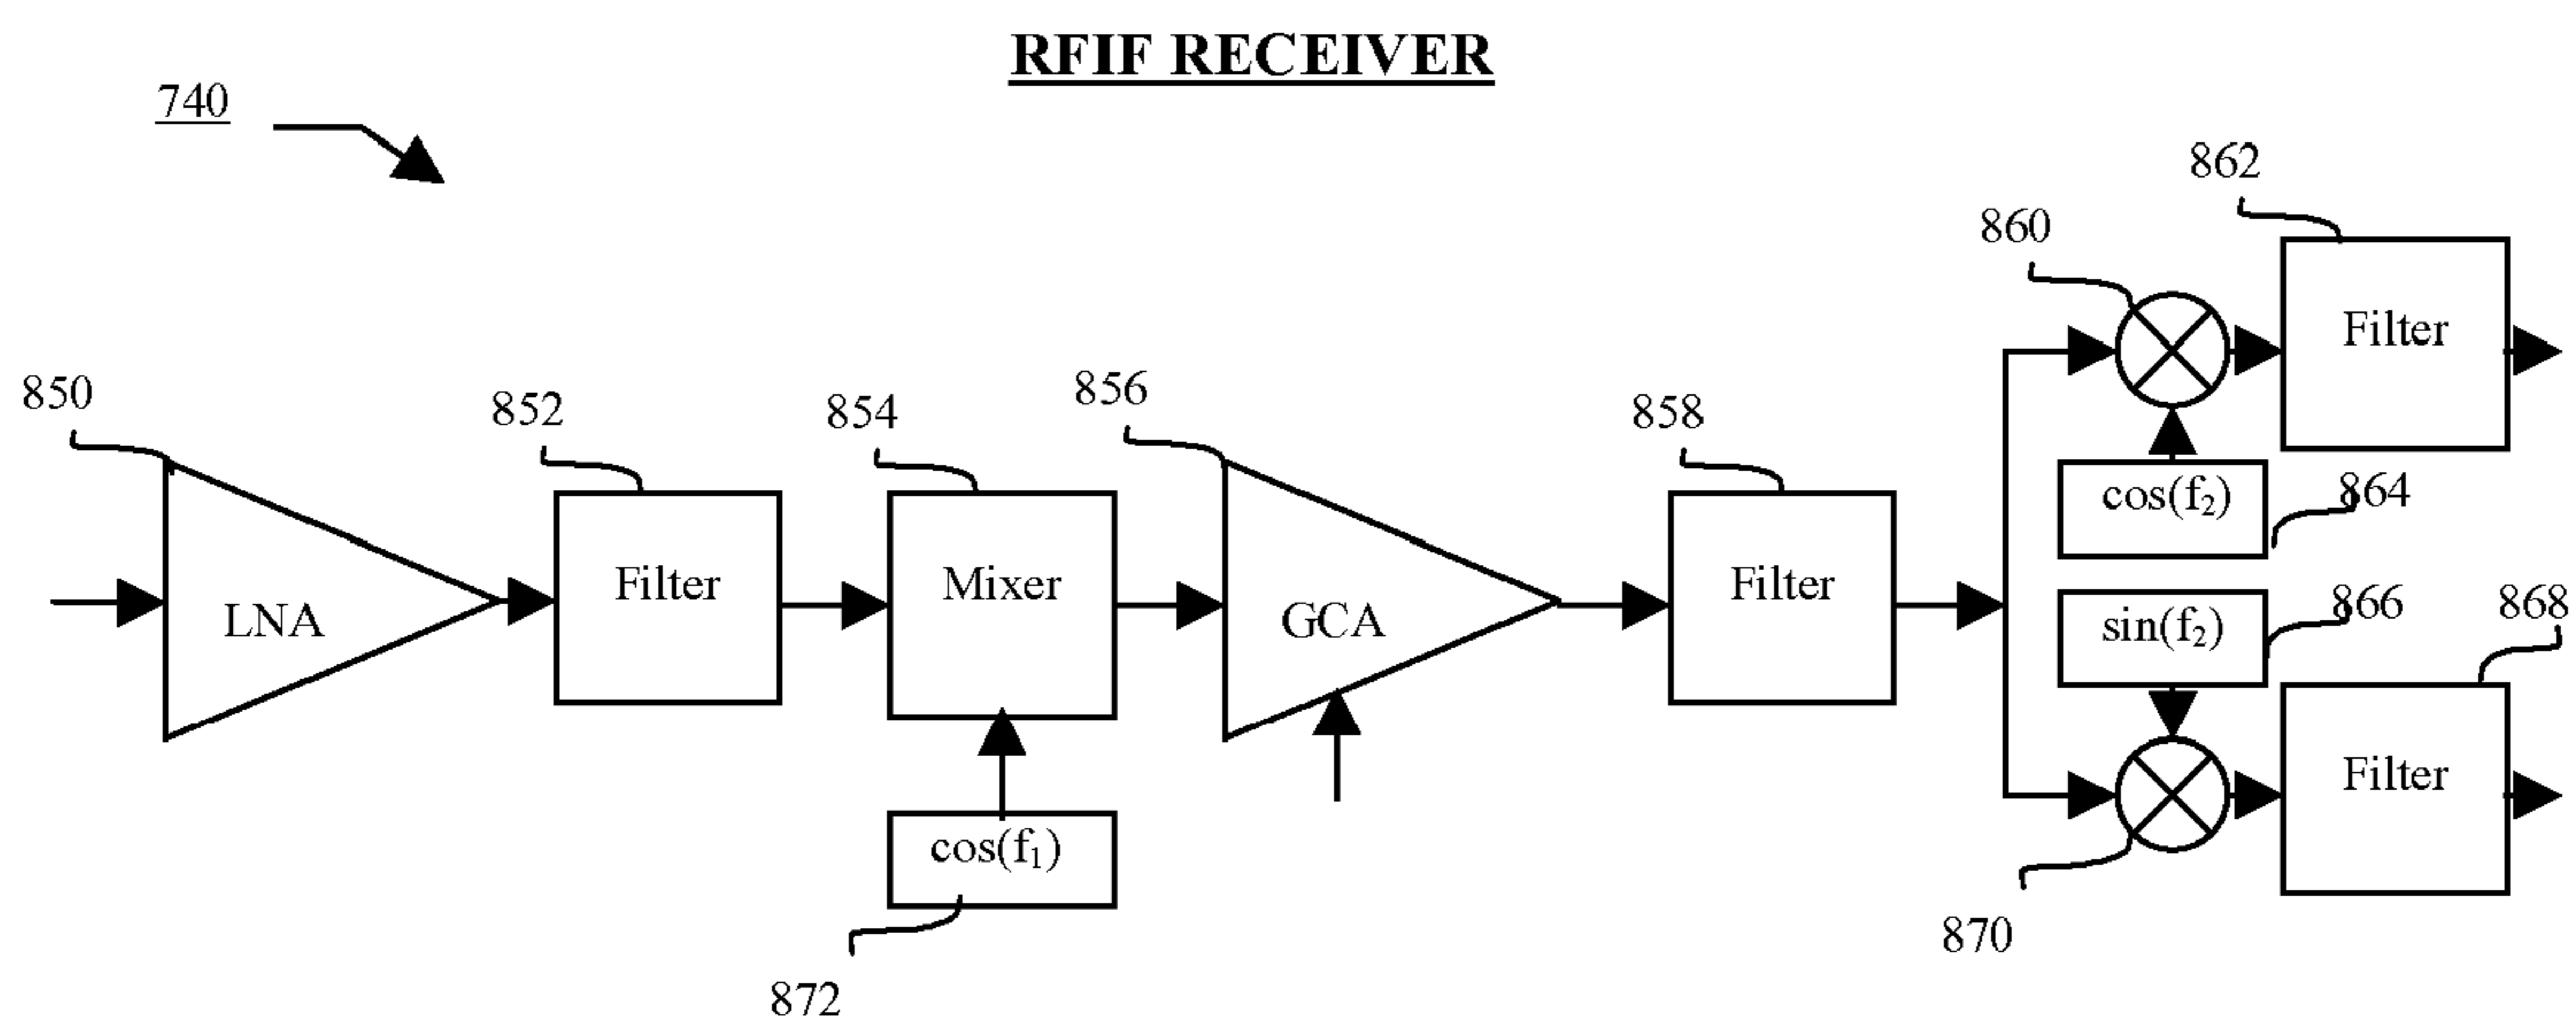 RFIF RECEIVER
740
862
860
850
852
854
856
858
Filter
cos(f₂)
864
LNA
Filter
Mixer
GCA
Filter
sin(f₂)
866
868
Filter
cos(f₁)
870
872